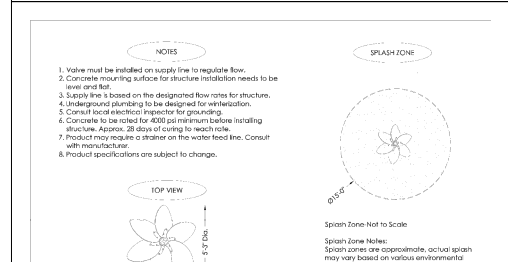 NOTES
1. Valve must be installed on supply line to regulate flow.
2. Concrete mounting surface for structure installation needs to be
level and flat.
3. Supply line is based on the designated flow rates for structure.
4. Underground plumbing to be designed for winterization.
5. Consult local electrical inspector for grounding.
6. Concrete to be rated for 4000 psi minimum before installing
structure. Approx. 28 days of curing to reach rate.
7. Product may require a strainer on the water feed line. Consult
with manufacturer.
8. Product specifications are subject to change.
TOP VIEW
5'-3" Dia.
SPLASH ZONE
Ø15'-0"
Splash Zone-Not to Scale
Splash Zone Notes:
Splash zones are approximate, actual splash
may vary based on various environmental